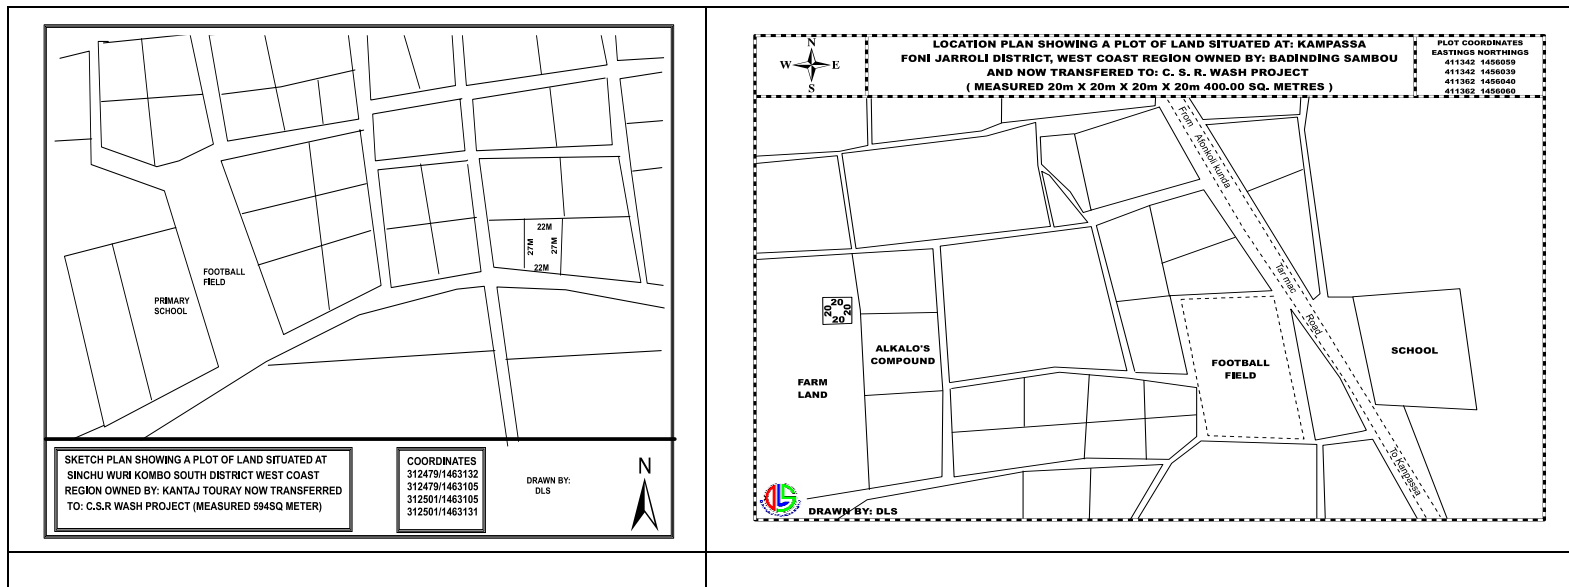 22M
27M
27M
22M
FOOTBALL
FIELD
PRIMARY
SCHOOL
SKETCH PLAN SHOWING A PLOT OF LAND SITUATED AT
SINCHU WURI KOMBO SOUTH DISTRICT WEST COAST
REGION OWNED BY: KANTAJ TOURAY NOW TRANSFERRED
TO: C.S.R WASH PROJECT (MEASURED 594SQ METER)
COORDINATES
312479/1463132
312479/1463105
312501/1463105
312501/1463131
DRAWN BY:
DLS
N
N
W E
S
LOCATION PLAN SHOWING A PLOT OF LAND SITUATED AT: KAMPASSA
FONI JARROLI DISTRICT, WEST COAST REGION OWNED BY: BADINDING SAMBOU
AND NOW TRANSFERED TO: C. S. R. WASH PROJECT
( MEASURED 20m X 20m X 20m X 20m 400.00 SQ. METRES )
PLOT COORDINATES
EASTINGS NORTHINGS
411342 1456059
411342 1456039
411362 1456040
411362 1456060
From Afonkoli kunda
Tar mac Road
To Kanpassa
20
20
20
20
ALKALO'S
COMPOUND
FARM
LAND
FOOTBALL
FIELD
SCHOOL
DLS
DRAWN BY: DLS